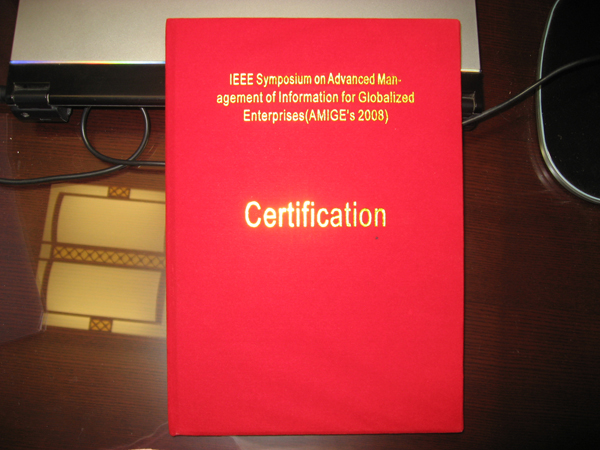 IEEE Symposium on Advanced Man-
agement of Information for Globalized
Enterprises(AMIGE's 2008)
Certification